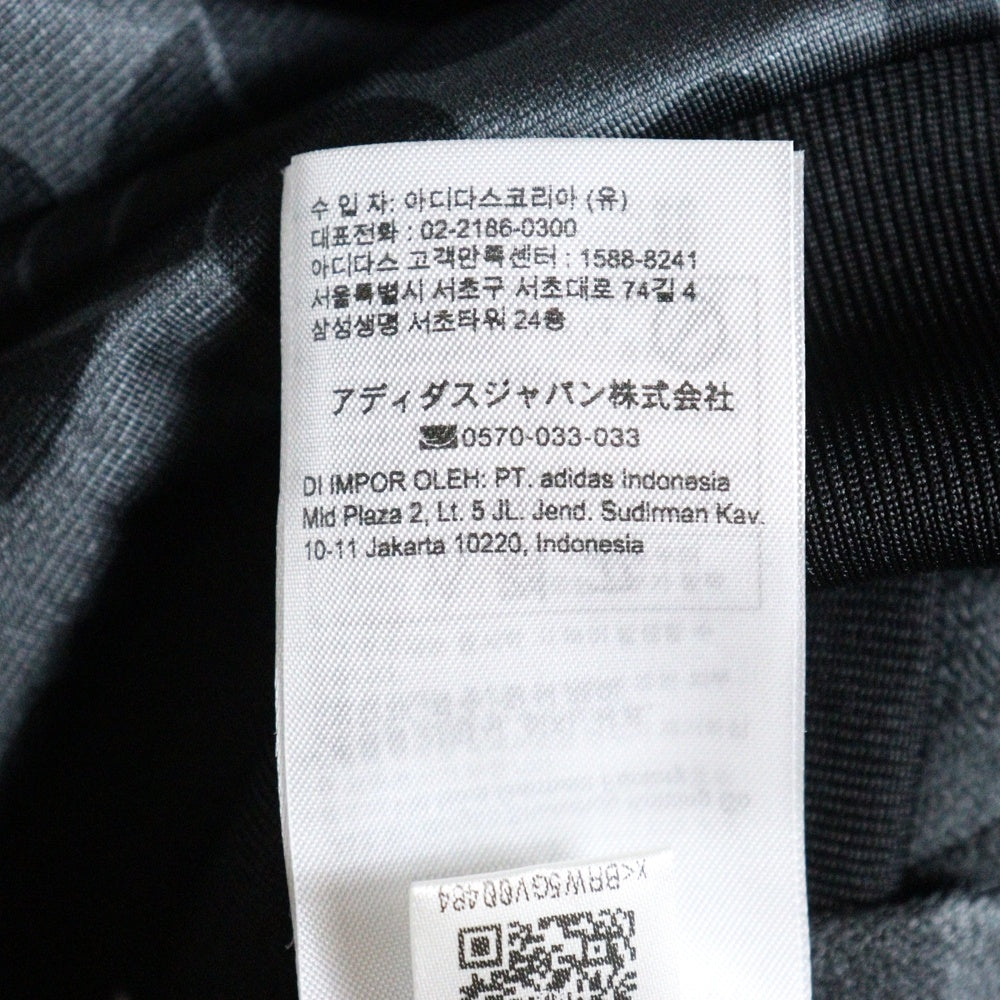 수 입 자: 아디다스코리아 (유)
대표전화 : 02-2186-0300
아디다스 고객만족센터 : 1588-8241
서울특별시 서초구 서초대로 74길 4
삼성생명 서초타워 24층
アディダスジャパン株式会社
0570-033-033
DI IMPOR OLEH: PT. adidas Indonesia
Mid Plaza 2, Lt. 5 JL. Jend. Sudirman Kav.
10-11 Jakarta 10220, Indonesia